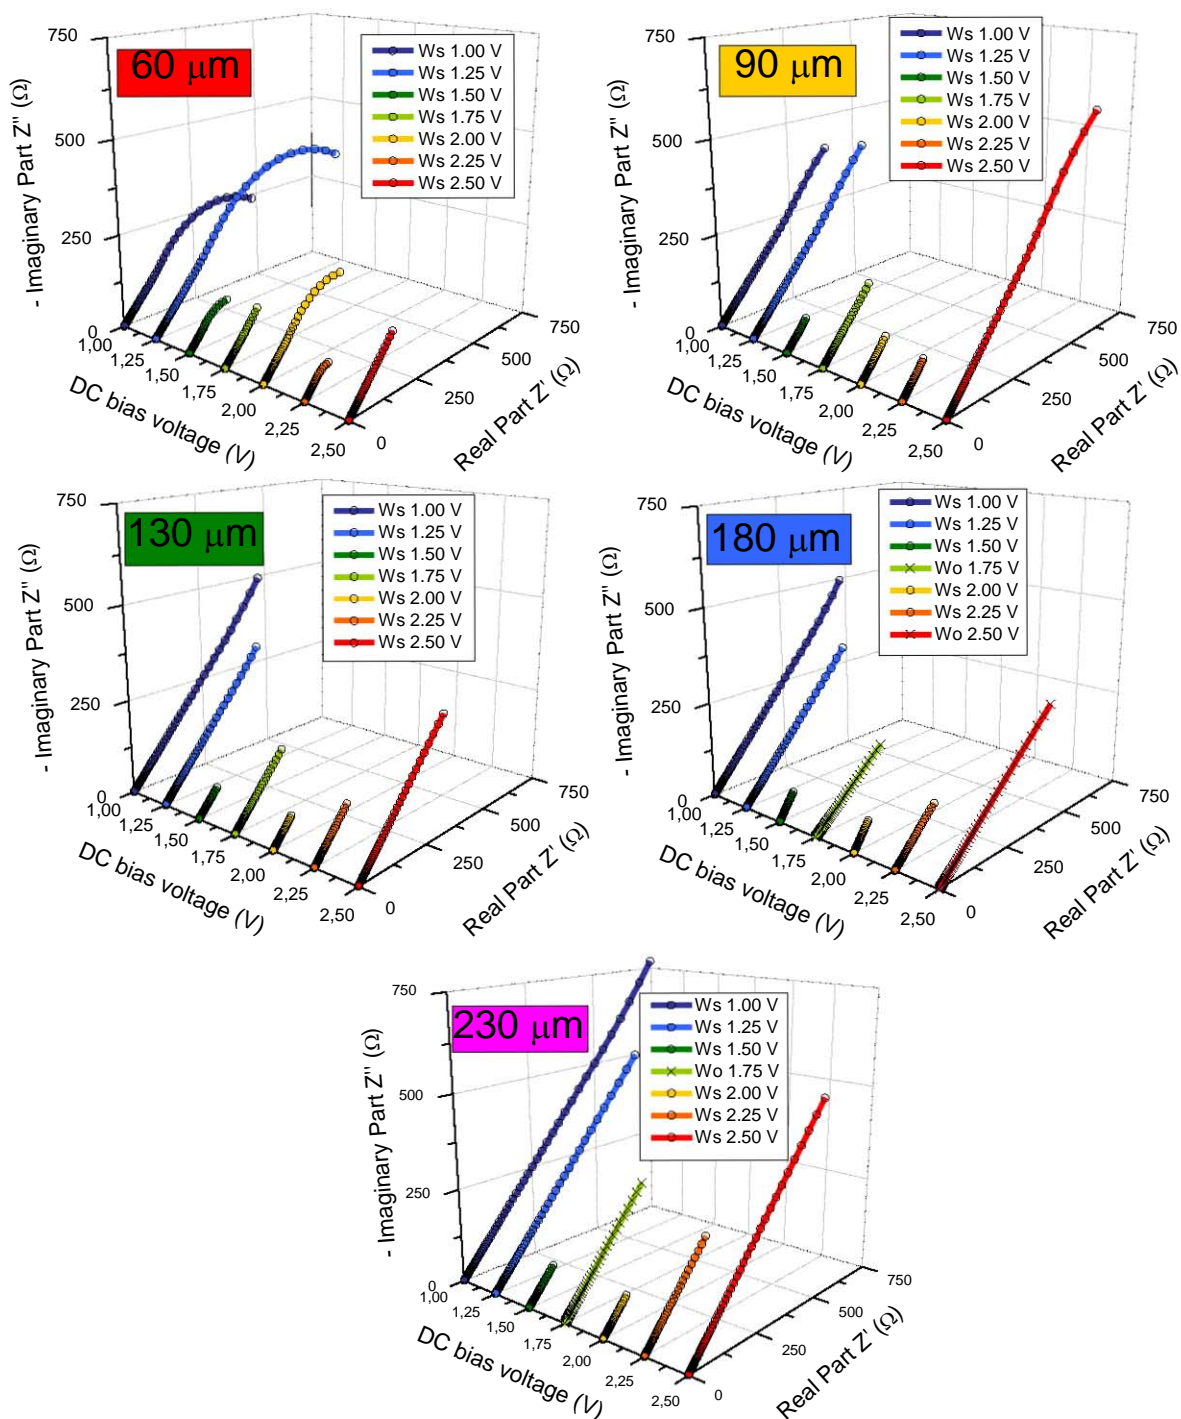 60 μm
- Imaginary Part Z" (Ω)
750
500
250
0
1,00
1,25
1,50
1,75
2,00
2,25
2,50
DC bias voltage (V)
0
250
500
750
Real Part Z' (Ω)
Ws 1.00 V
Ws 1.25 V
Ws 1.50 V
Ws 1.75 V
Ws 2.00 V
Ws 2.25 V
Ws 2.50 V
90 μm
- Imaginary Part Z" (Ω)
750
500
250
0
1,00
1,25
1,50
1,75
2,00
2,25
2,50
DC bias voltage (V)
0
250
500
750
Real Part Z' (Ω)
Ws 1.00 V
Ws 1.25 V
Ws 1.50 V
Ws 1.75 V
Ws 2.00 V
Ws 2.25 V
Ws 2.50 V
130 μm
- Imaginary Part Z" (Ω)
750
500
250
0
1,00
1,25
1,50
1,75
2,00
2,25
2,50
DC bias voltage (V)
0
250
500
750
Real Part Z' (Ω)
Ws 1.00 V
Ws 1.25 V
Ws 1.50 V
Ws 1.75 V
Ws 2.00 V
Ws 2.25 V
Ws 2.50 V
180 μm
- Imaginary Part Z" (Ω)
750
500
250
0
1,00
1,25
1,50
1,75
2,00
2,25
2,50
DC bias voltage (V)
0
250
500
750
Real Part Z' (Ω)
Ws 1.00 V
Ws 1.25 V
Ws 1.50 V
Wo 1.75 V
Ws 2.00 V
Ws 2.25 V
Wo 2.50 V
230 μm
- Imaginary Part Z" (Ω)
750
500
250
0
1,00
1,25
1,50
1,75
2,00
2,25
2,50
DC bias voltage (V)
0
250
500
750
Real Part Z' (Ω)
Ws 1.00 V
Ws 1.25 V
Ws 1.50 V
Wo 1.75 V
Ws 2.00 V
Ws 2.25 V
Ws 2.50 V